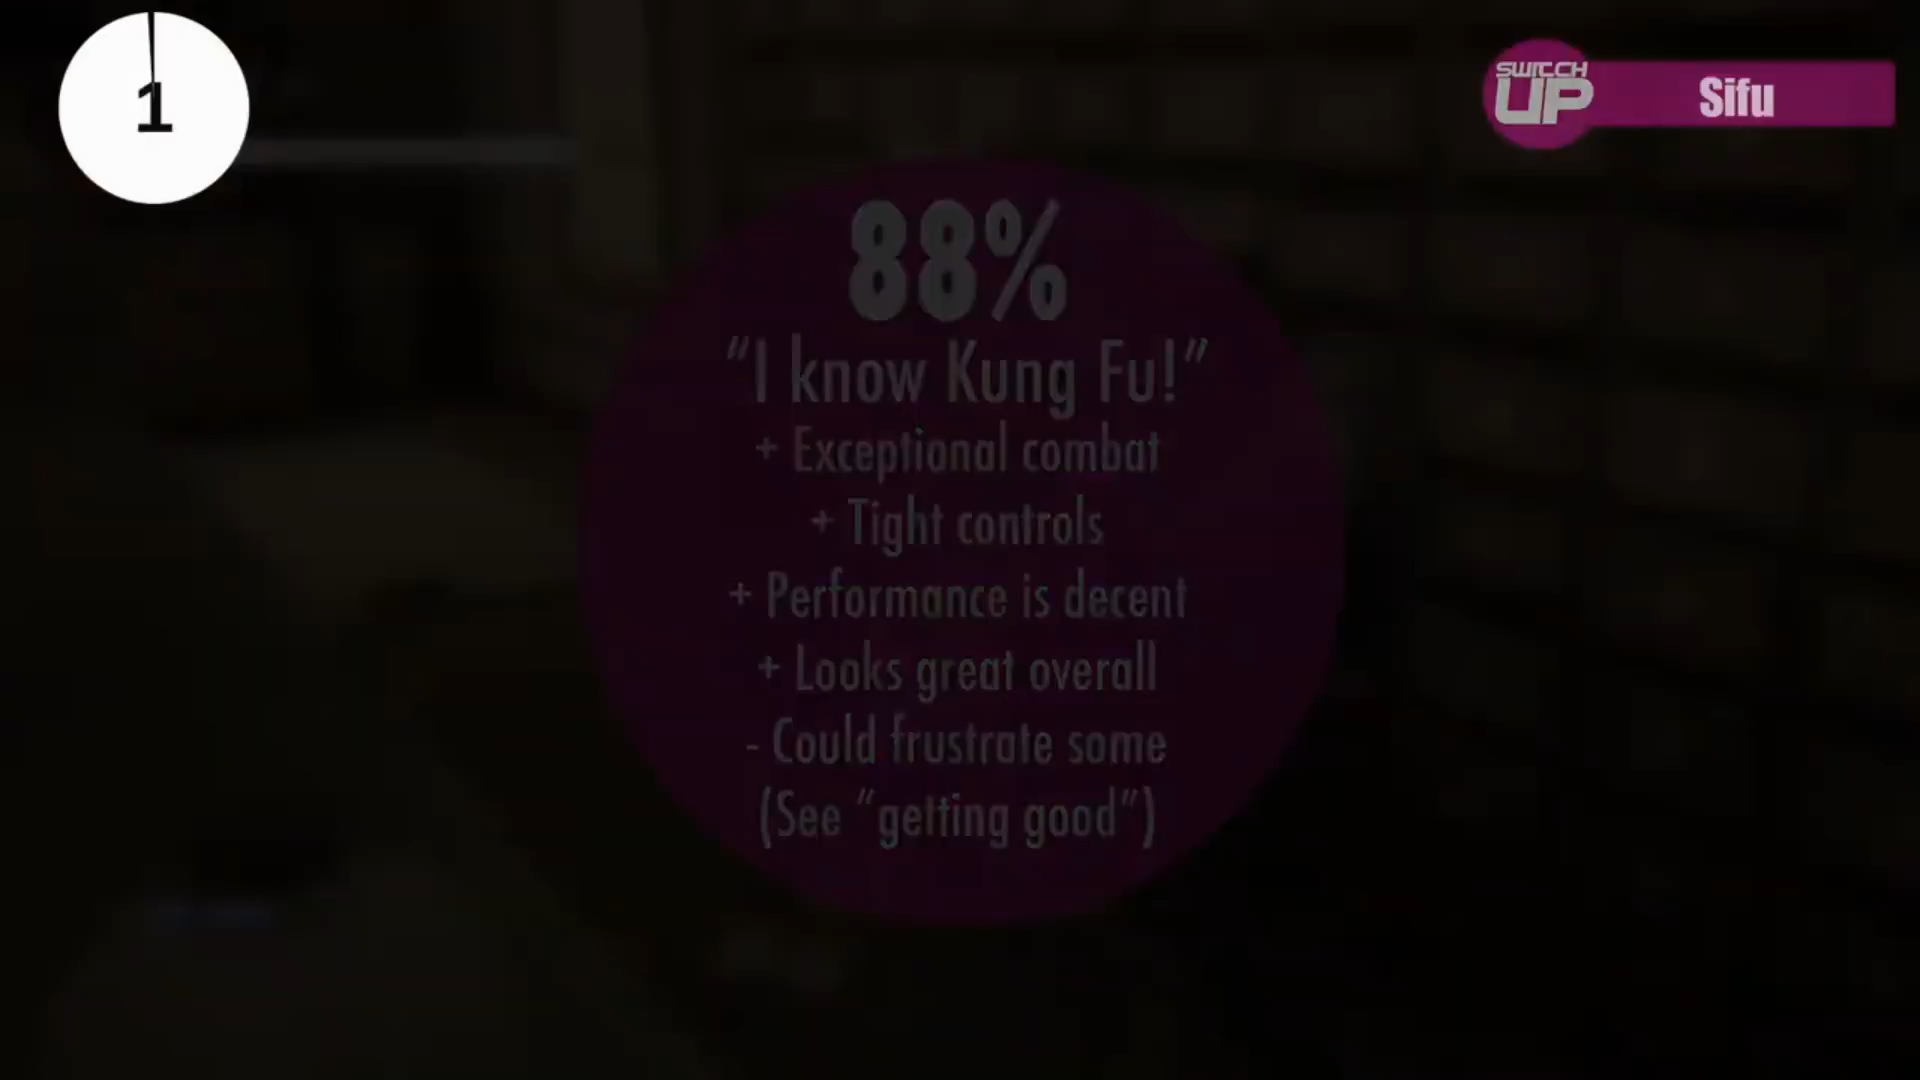 1
SWITCH
UP
Sifu
88%
“I know Kung Fu!”
+ Exceptional combat
+ Tight controls
+ Performance is decent
+ Looks great overall
- Could frustrate some
(See “getting good”)